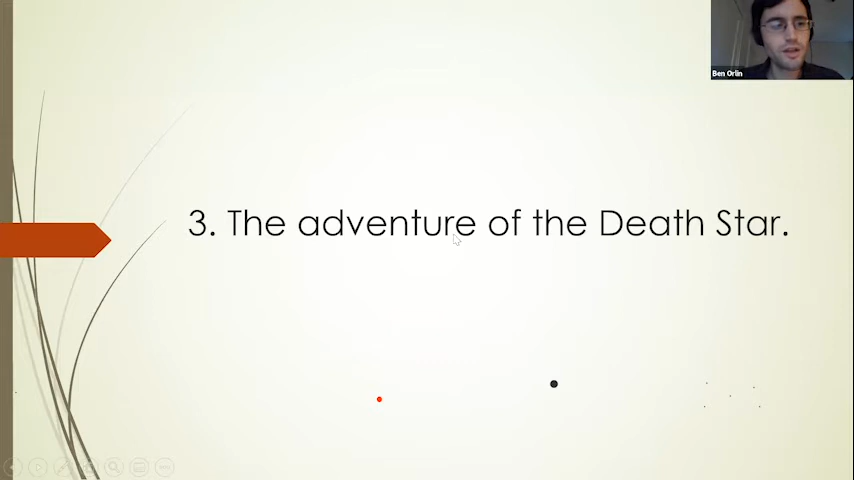 Ben Orlin
3. The adventure of the Death Star.